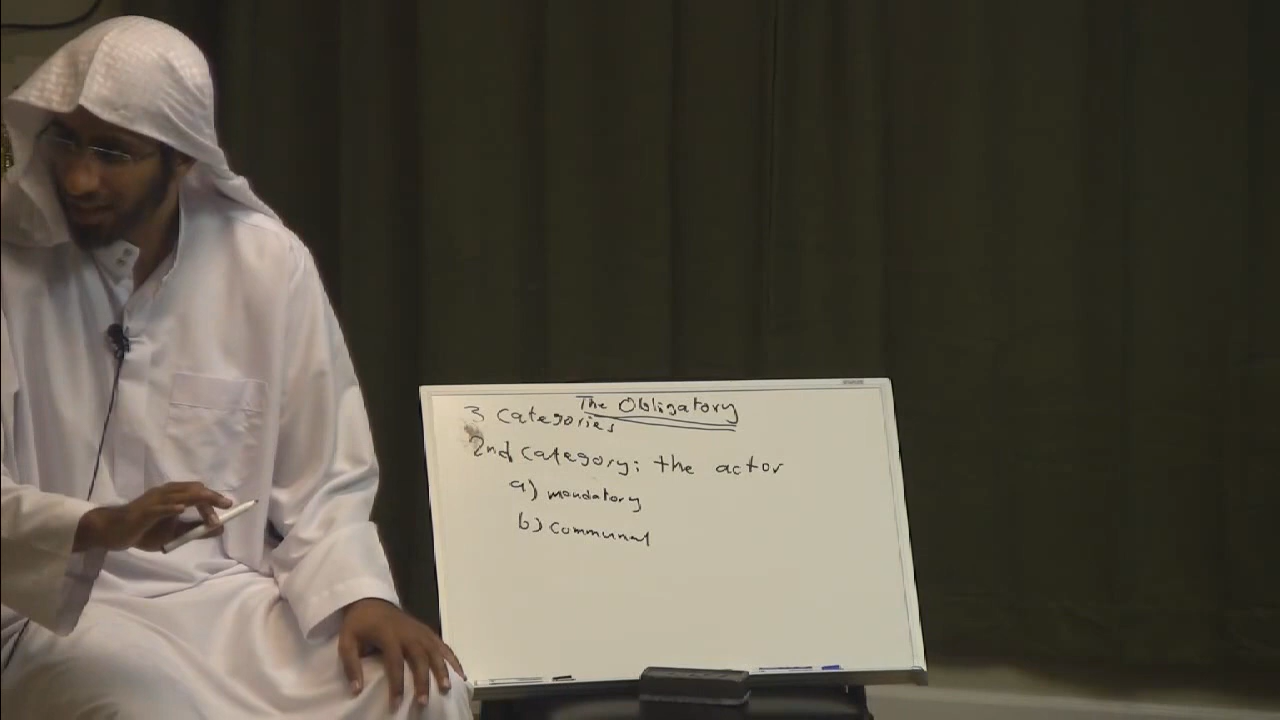 The Obligatory
3 Categories
2nd Category: the actor
a) mandatory
b) Communal